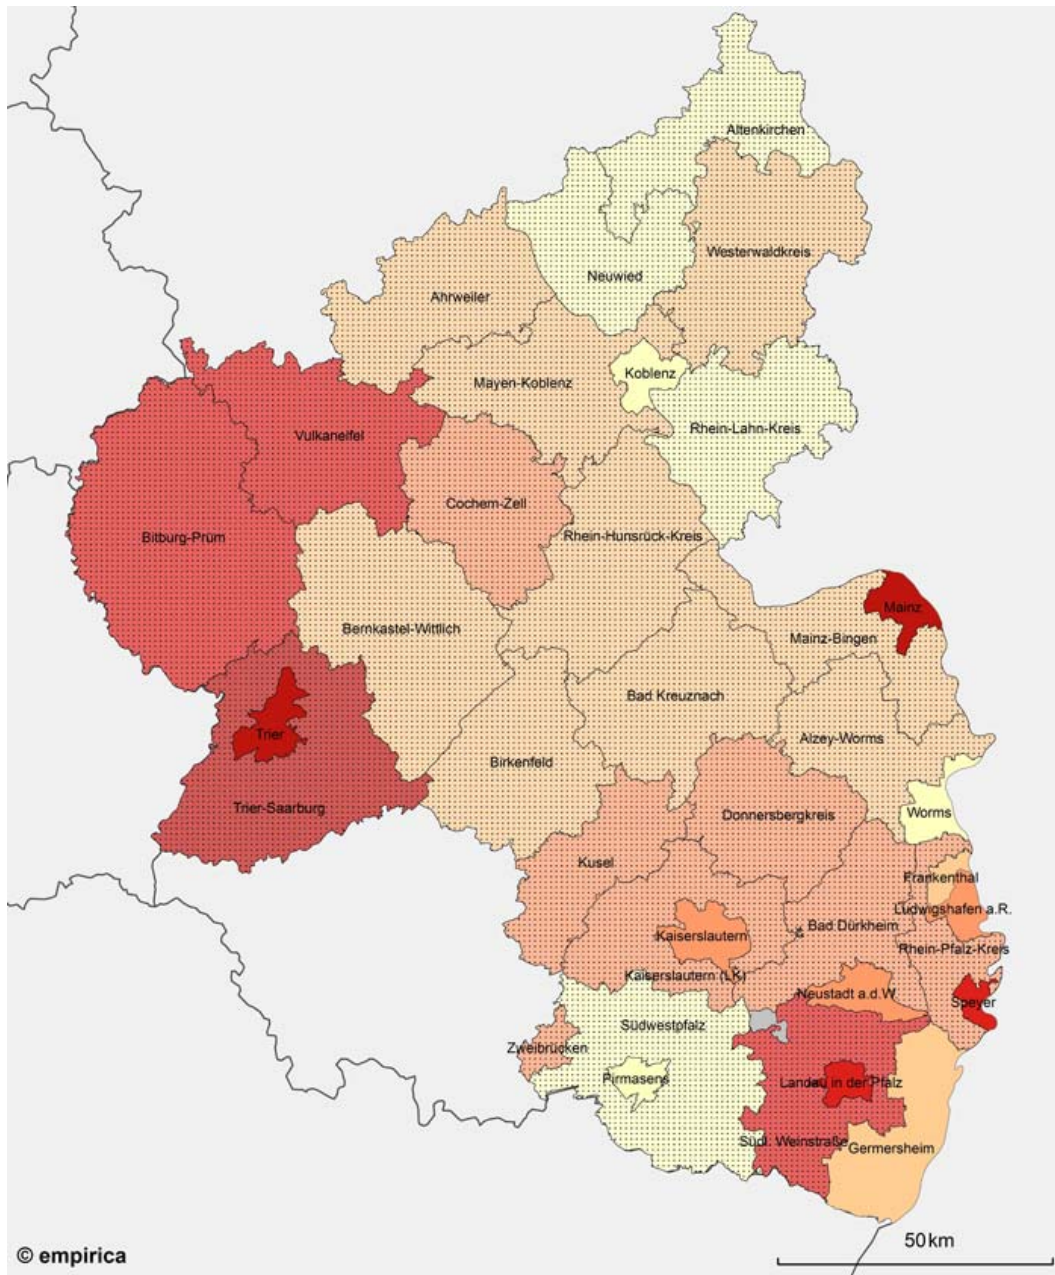 Altenkirchen
Westerwaldkreis
Neuwied
Ahrweiler
Koblenz
Mayen-Koblenz
Rhein-Lahn-Kreis
Vulkaneifel
Cochem-Zell
Rhein-Hunsrück-Kreis
Bitburg-Prüm
Mainz
Bernkastel-Wittlich
Mainz-Bingen
Bad Kreuznach
Trier
Alzey-Worms
Birkenfeld
Trier-Saarburg
Donnersbergkreis
Worms
Kusel
Frankenthal
Ludwigshafen a.R.
Bad Dürkheim
Kaiserslautern
Rhein-Pfalz-Kreis
Kaiserslautern (LK)
Neustadt a.d.W
Speyer
Südwestpfalz
Zweibrücken
Pirmasens
Landau in der Pfalz
Südl. Weinstraße
Germersheim
50km
© empirica